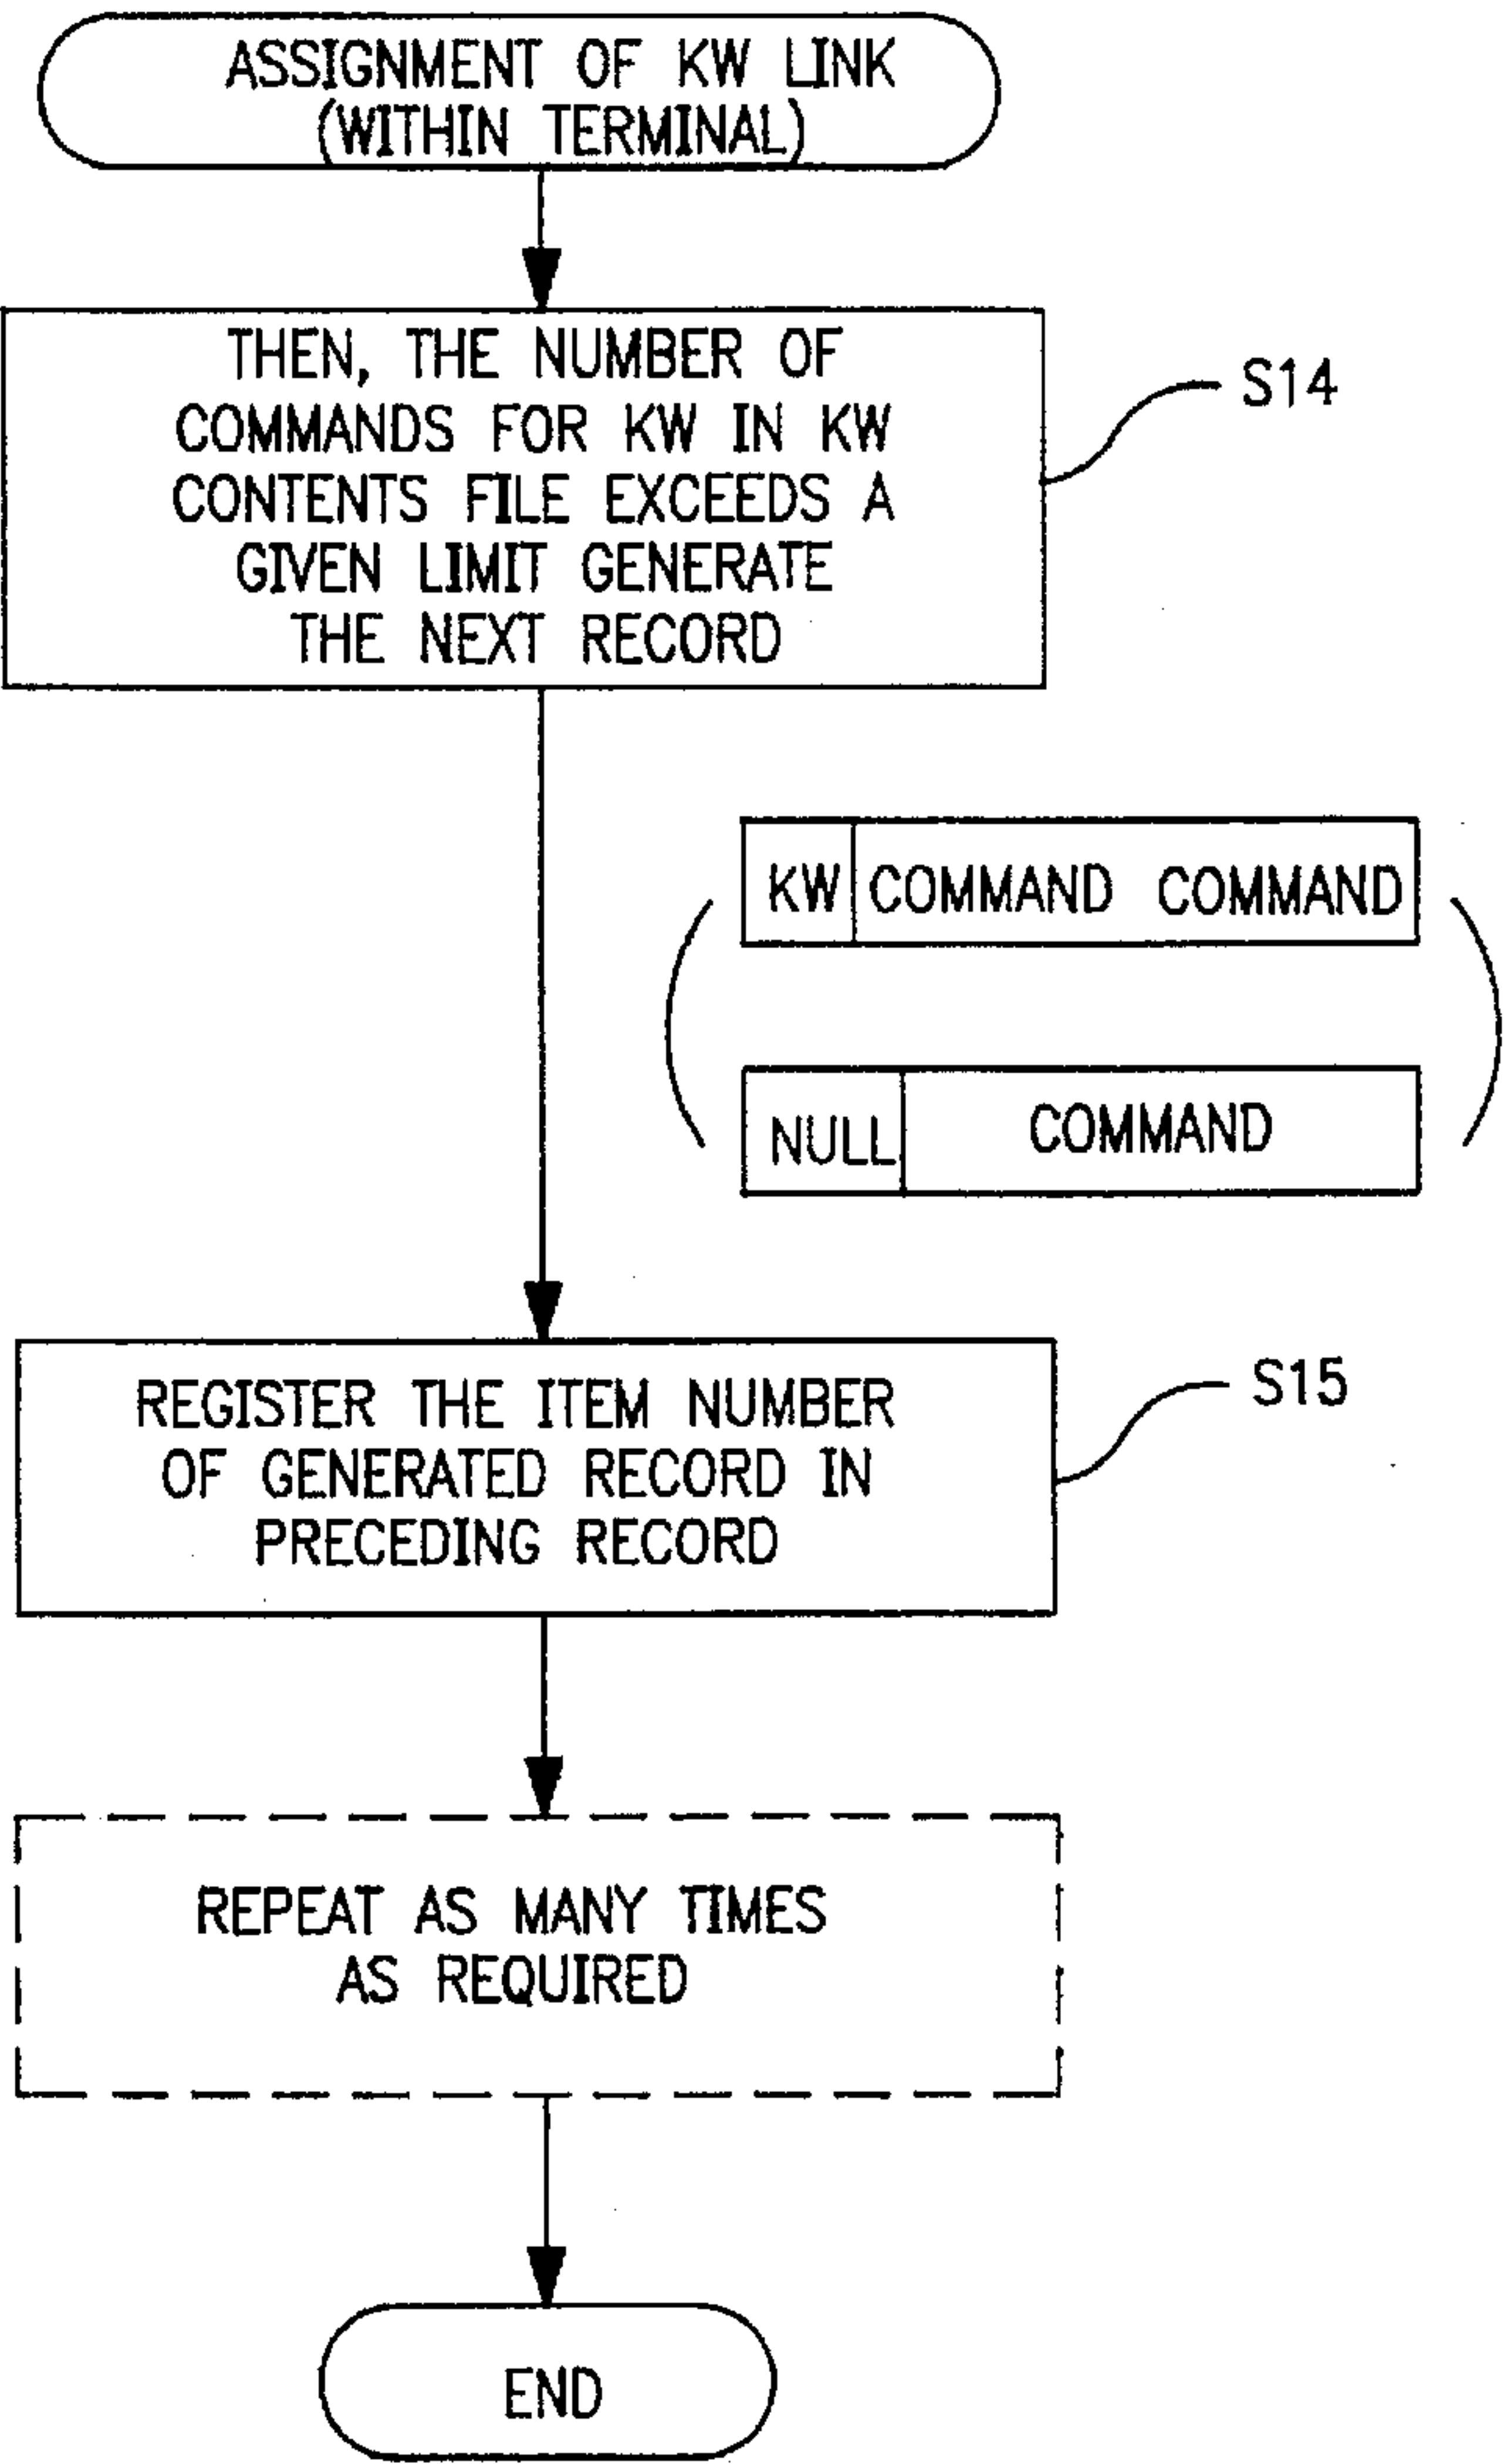 ASSIGNMENT OF KW LINK
(WITHIN TERMINAL)
THEN, THE NUMBER OF
COMMANDS FOR KW IN KW
CONTENTS FILE EXCEEDS A
GIVEN LIMIT GENERATE
THE NEXT RECORD
S14
KW COMMAND COMMAND
NULL COMMAND
REGISTER THE ITEM NUMBER
OF GENERATED RECORD IN
PRECEDING RECORD
S15
REPEAT AS MANY TIMES
AS REQUIRED
END